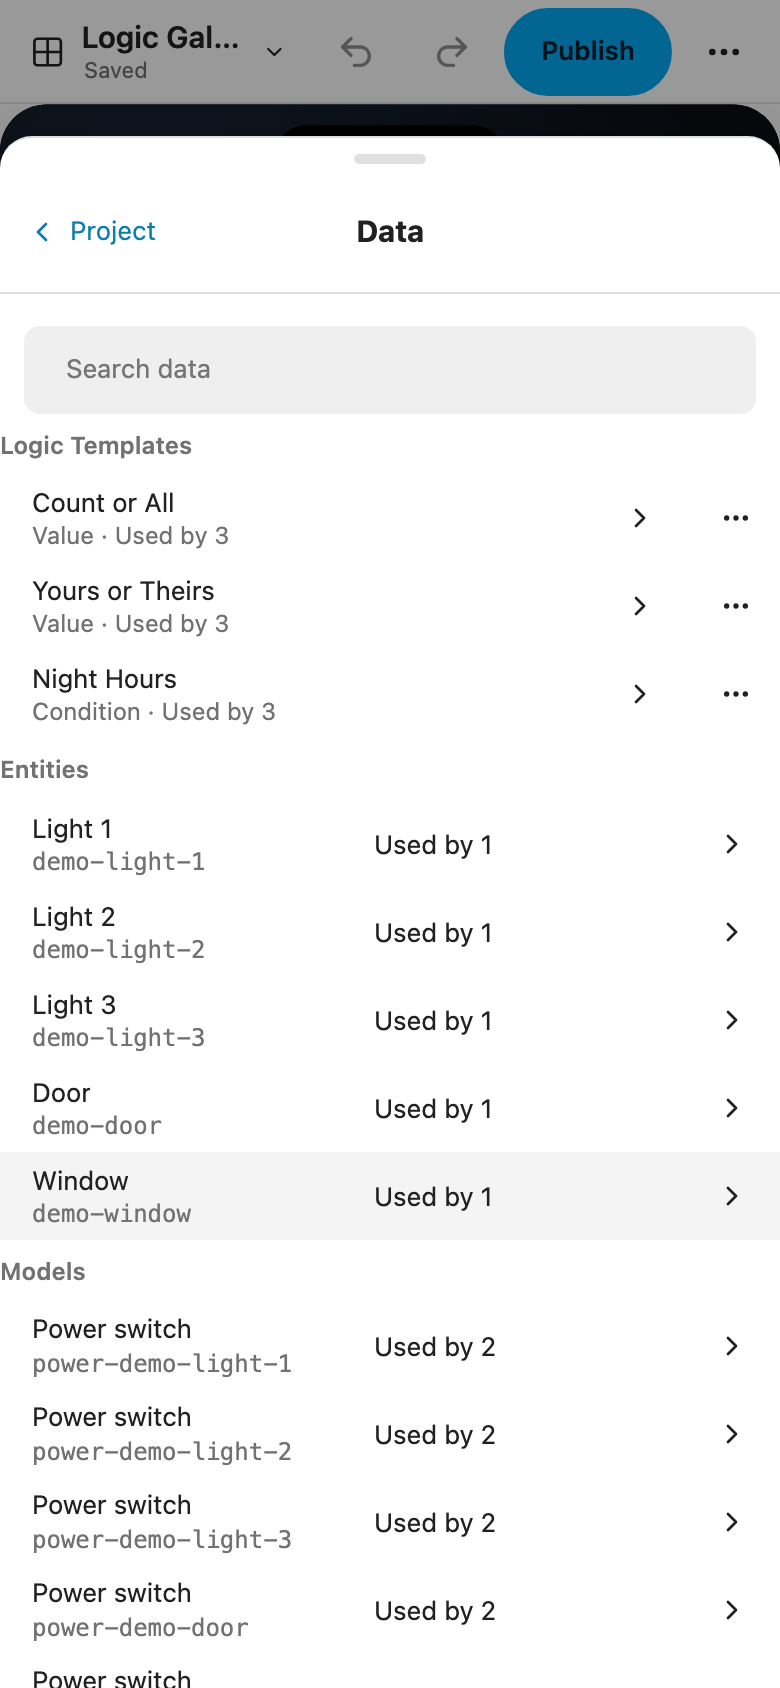 Logic Gal...
Saved
Publish
Project
Data
Search data
Logic Templates
Count or All
Value · Used by 3
Yours or Theirs
Value · Used by 3
Night Hours
Condition · Used by 3
Entities
Light 1
demo-light-1
Used by 1
Light 2
demo-light-2
Used by 1
Light 3
demo-light-3
Used by 1
Door
demo-door
Used by 1
Window
demo-window
Used by 1
Models
Power switch
power-demo-light-1
Used by 2
Power switch
power-demo-light-2
Used by 2
Power switch
power-demo-light-3
Used by 2
Power switch
power-demo-door
Used by 2
Power switch